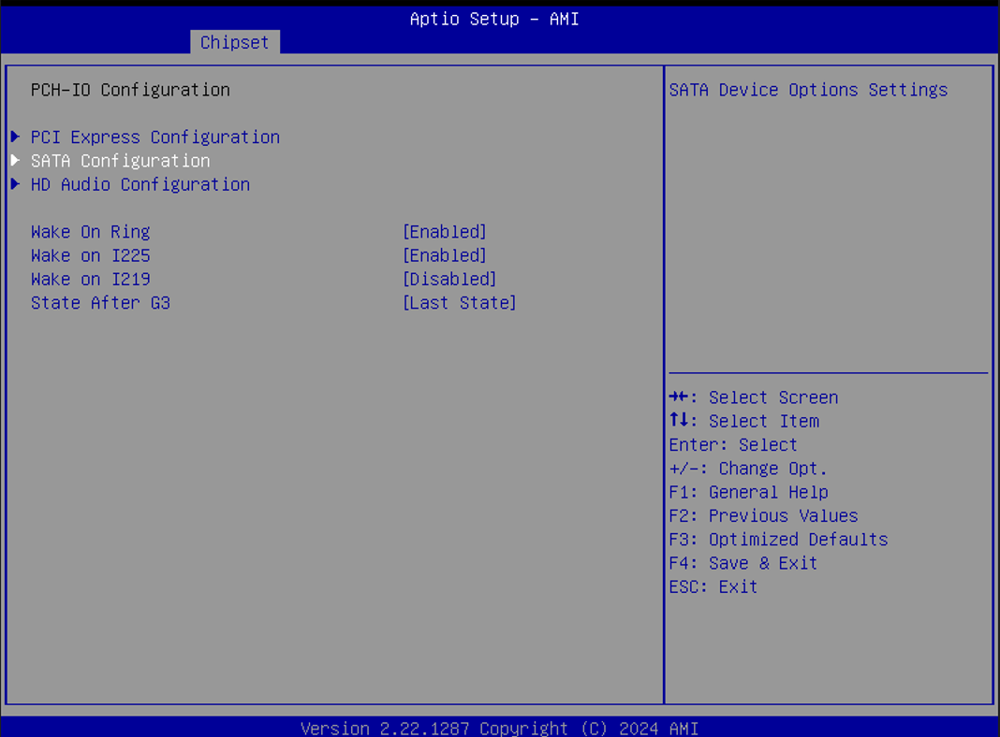 Aptio Setup – AMI
Chipset
PCH-IO Configuration
PCI Express Configuration
SATA Configuration
HD Audio Configuration
Wake On Ring [Enabled]
Wake on I225 [Enabled]
Wake on I219 [Disabled]
State After G3 [Last State]
SATA Device Options Settings
→←: Select Screen
↑↓: Select Item
Enter: Select
+/-: Change Opt.
F1: General Help
F2: Previous Values
F3: Optimized Defaults
F4: Save & Exit
ESC: Exit
Version 2.22.1287 Copyright (C) 2024 AMI